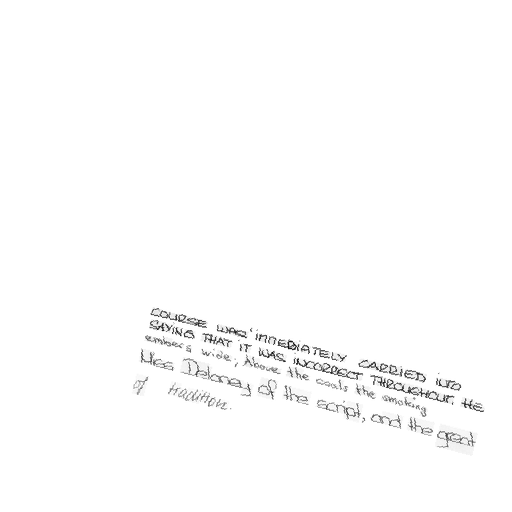 COURSE WAS IMMEDIATELY CARRIED INTO
SAYING THAT IT WAS INCORRECT THROUGHOUT. HE
embers wide; Above the coals the smoking
Miss Delaney of the script, and the great
of tradition.